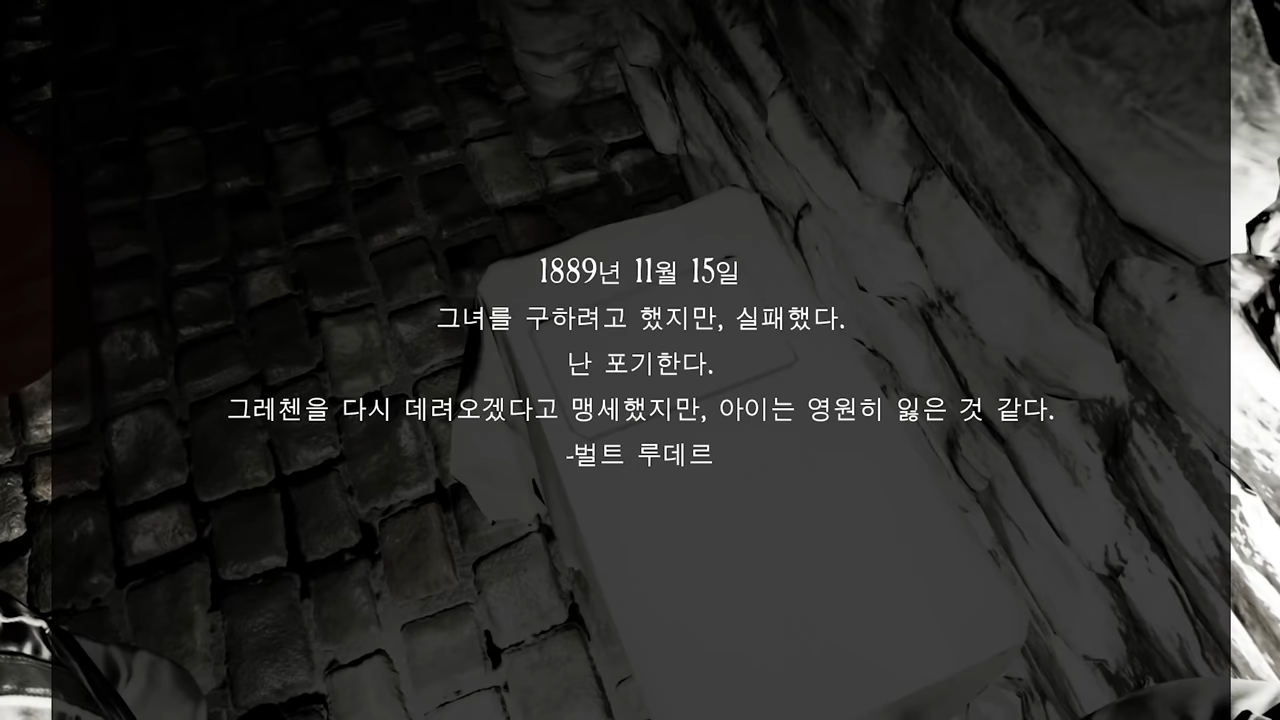 1889년 11월 15일
그녀를 구하려고 했지만, 실패했다.
난 포기한다.
그레첸을 다시 데려오겠다고 맹세했지만, 아이는 영원히 잃은 것 같다.
-벌트 루데르